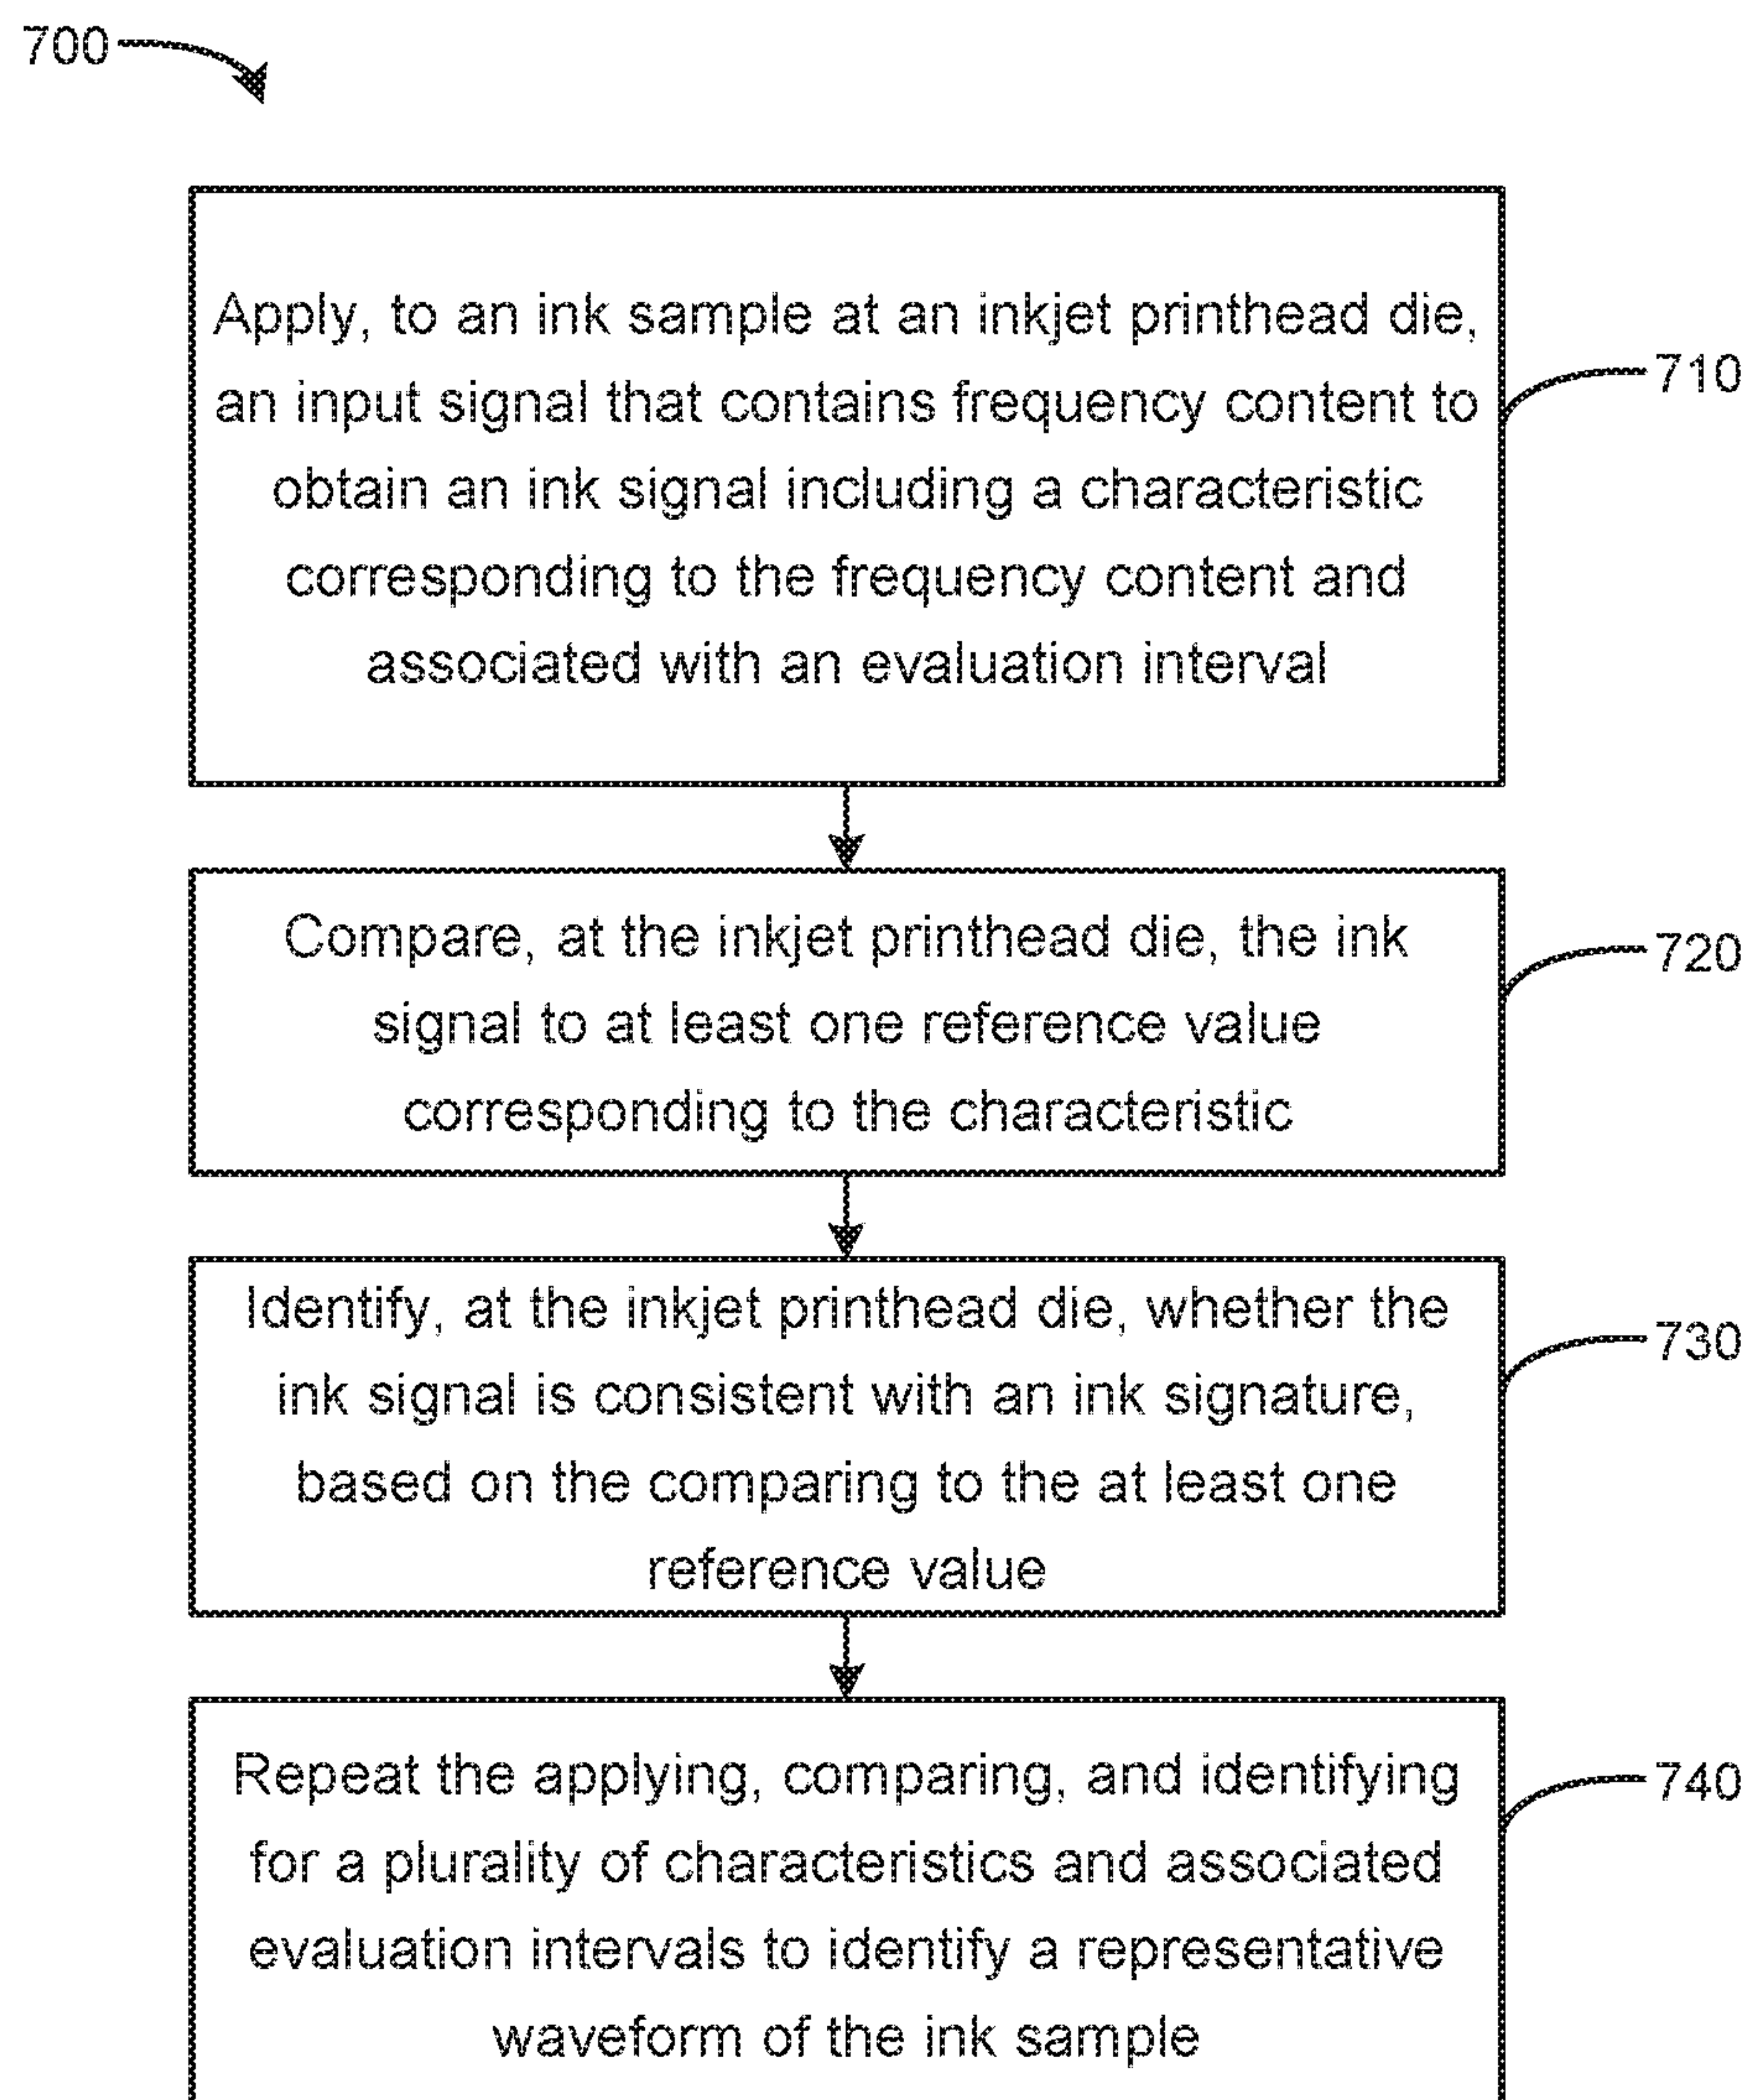 700
Apply, to an ink sample at an inkjet printhead die,
an input signal that contains frequency content to
obtain an ink signal including a characteristic
corresponding to the frequency content and
associated with an evaluation interval
710
Compare, at the inkjet printhead die, the ink
signal to at least one reference value
corresponding to the characteristic
720
Identify, at the inkjet printhead die, whether the
ink signal is consistent with an ink signature,
based on the comparing to the at least one
reference value
730
Repeat the applying, comparing, and identifying
for a plurality of characteristics and associated
evaluation intervals to identify a representative
waveform of the ink sample
740